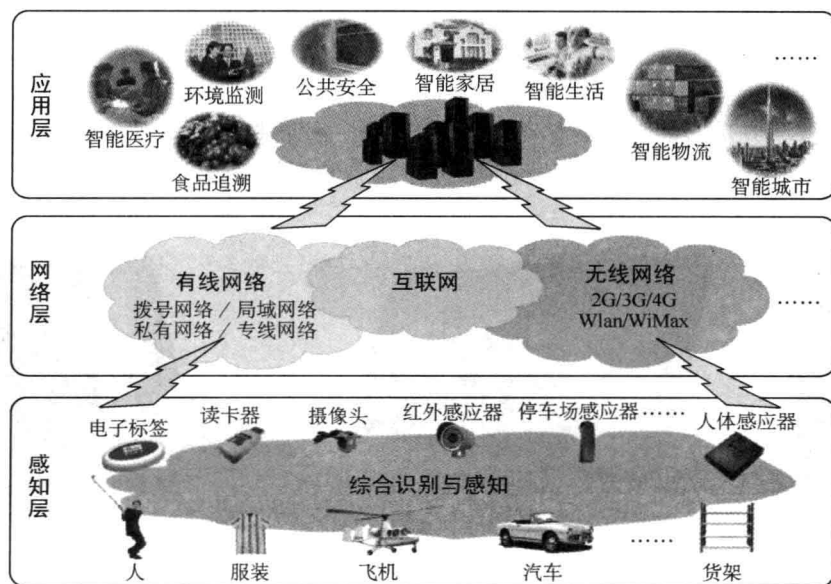 应用层
环境监测
公共安全
智能家居
智能生活
……
智能医疗
食品追溯
智能物流
智能城市
网络层
有线网络
拨号网络 / 局域网络
私有网络 / 专线网络
互联网
无线网络
2G/3G/4G
Wlan/WiMax
……
感知层
电子标签
读卡器
摄像头
红外感应器
停车场感应器
……
人体感应器
综合识别与感知
人
服装
飞机
汽车
……
货架